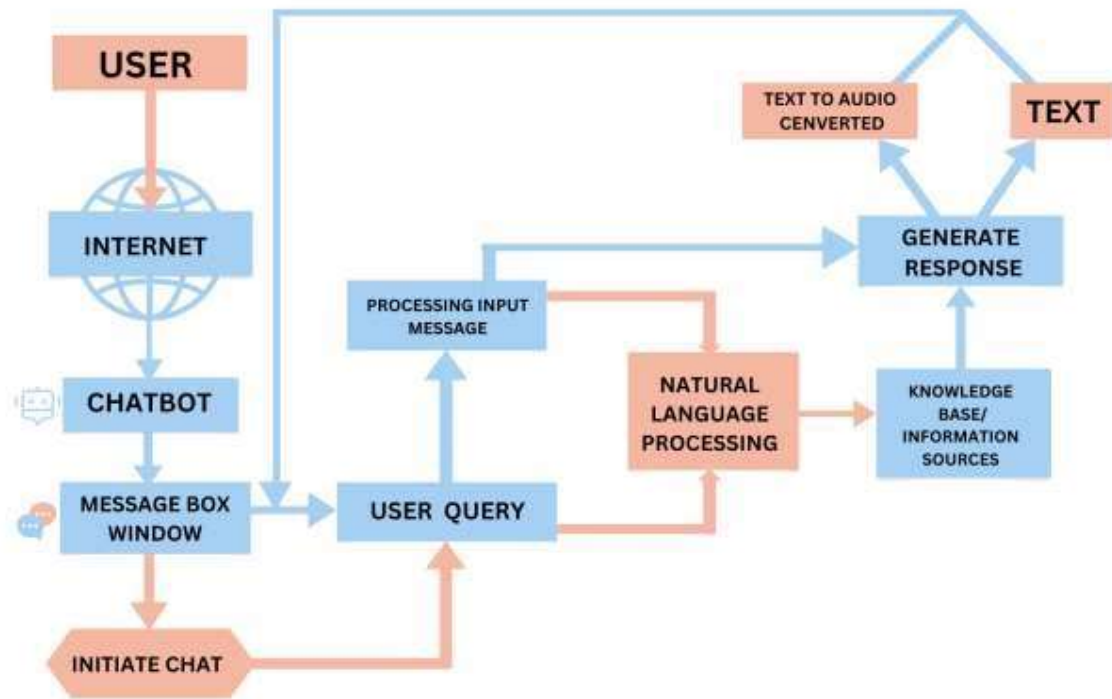 USER
TEXT TO AUDIO
CENVERTED
TEXT
INTERNET
GENERATE
RESPONSE
PROCESSING INPUT
MESSAGE
CHATBOT
NATURAL
LANGUAGE
PROCESSING
KNOWLEDGE
BASE/
INFORMATION
SOURCES
MESSAGE BOX
WINDOW
USER QUERY
INITIATE CHAT